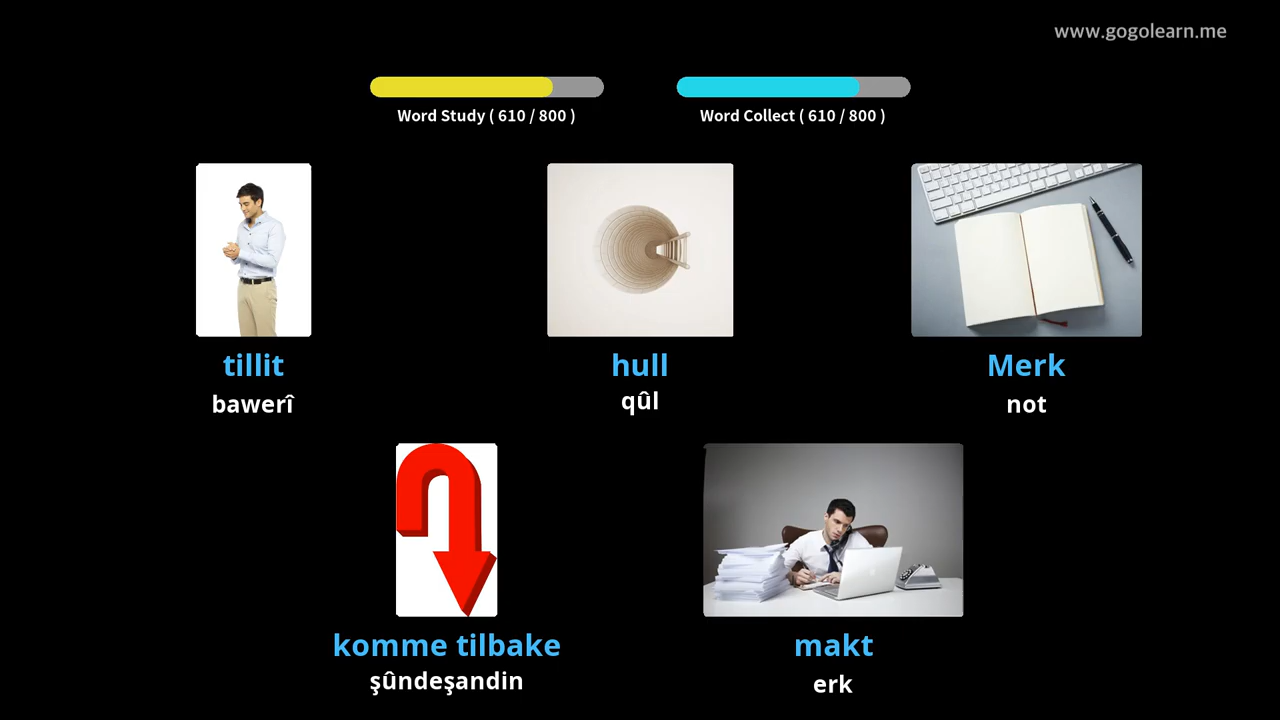 www.gogolearn.me
Word Study ( 610 / 800 )
Word Collect ( 610 / 800 )
tillit
bawerî
hull
qûl
Merk
not
komme tilbake
şûndeşandin
makt
erk